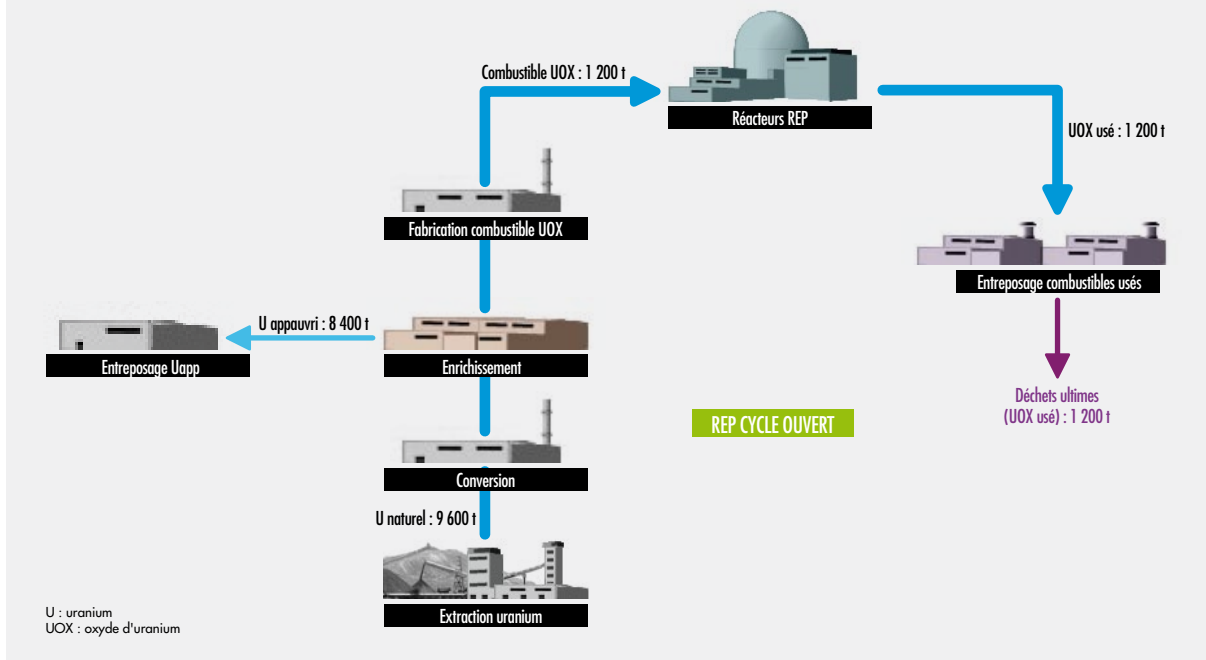 Combustible UOX : 1 200 t
Réacteurs REP
UOX usé : 1 200 t
Fabrication combustible UOX
Entreposage combustibles usés
U appauvri : 8 400 t
Entreposage Uapp
Enrichissement
Déchets ultimes
(UOX usé) : 1 200 t
REP CYCLE OUVERT
Conversion
U naturel : 9 600 t
Extraction uranium
U : uranium
UOX : oxyde d'uranium